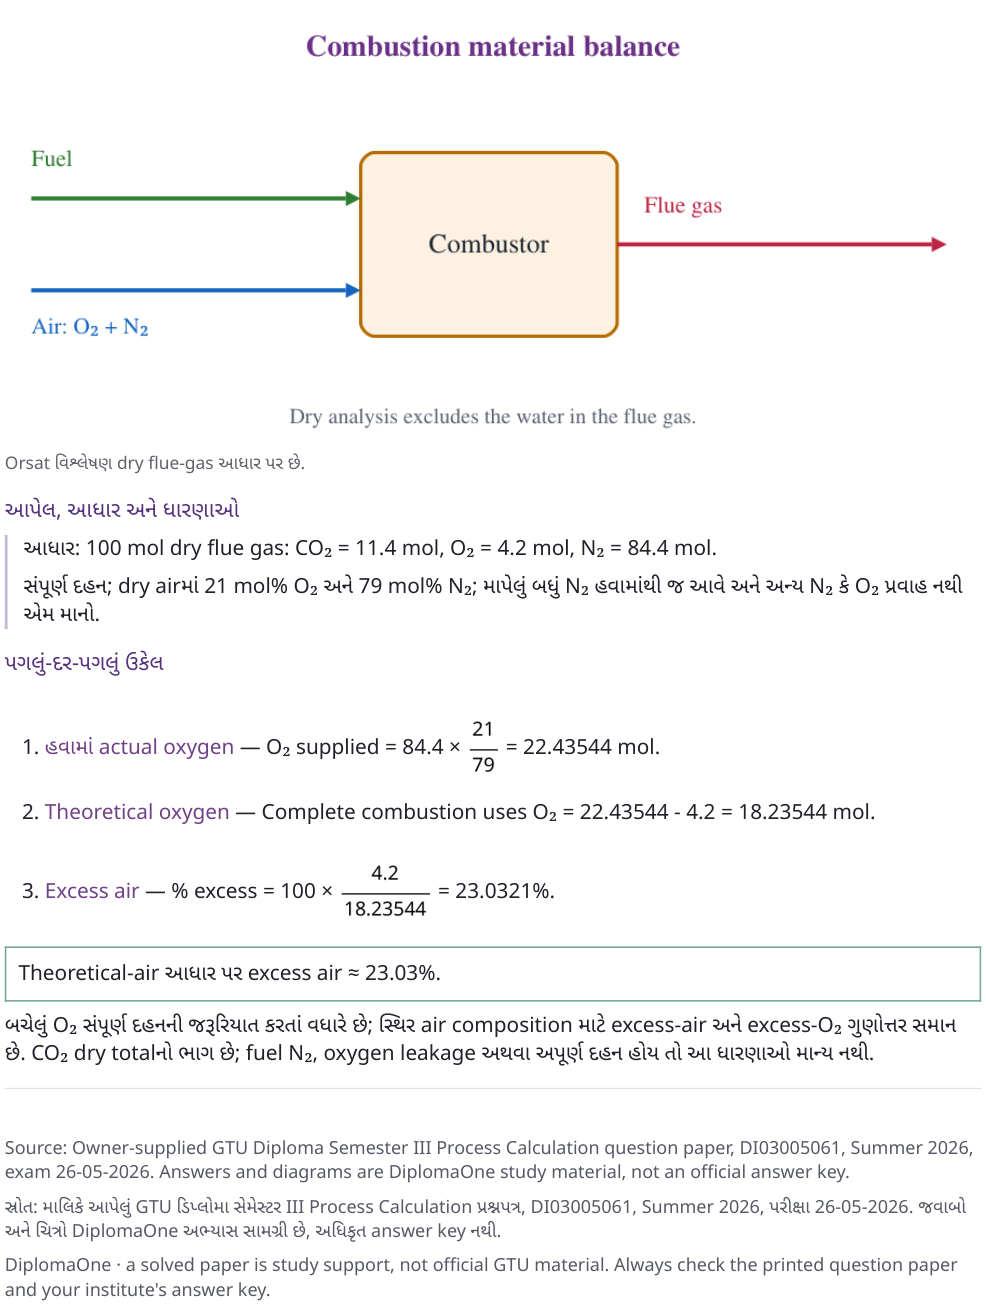 Combustion material balance
Fuel
Combustor
Flue gas
Air: O₂ + N₂
Dry analysis excludes the water in the flue gas.
Orsat વિશ્લેષણ dry flue-gas આધાર પર છે.
આપેલ, આધાર અને ધારણાઓ
આધાર: 100 mol dry flue gas: CO₂ = 11.4 mol, O₂ = 4.2 mol, N₂ = 84.4 mol.
સંપૂર્ણ દહન; dry airમાં 21 mol% O₂ અને 79 mol% N₂; માપેલું બધું N₂ હવામાંથી જ આવે અને અન્ય N₂ કે O₂ પ્રવાહ નથી
એમ માનો.
પગલું-દર-પગલું ઉકેલ
1. હવામાં actual oxygen — O₂ supplied = 84.4 × 21/79 = 22.43544 mol.
2. Theoretical oxygen — Complete combustion uses O₂ = 22.43544 - 4.2 = 18.23544 mol.
3. Excess air — % excess = 100 × 4.2/18.23544 = 23.0321%.
Theoretical-air આધાર પર excess air ≈ 23.03%.
બચેલું O₂ સંપૂર્ણ દહનની જરૂરિયાત કરતાં વધારે છે; સ્થિર air composition માટે excess-air અને excess-O₂ ગુણોત્તર સમાન
છે. CO₂ dry totalનો ભાગ છે; fuel N₂, oxygen leakage અથવા અપૂર્ણ દહન હોય તો આ ધારણાઓ માન્ય નથી.
Source: Owner-supplied GTU Diploma Semester III Process Calculation question paper, DI03005061, Summer 2026,
exam 26-05-2026. Answers and diagrams are DiplomaOne study material, not an official answer key.
સ્રોત: માલિકે આપેલું GTU ડિપ્લોમા સેમેસ્ટર III Process Calculation પ્રશ્નપત્ર, DI03005061, Summer 2026, પરીક્ષા 26-05-2026. જવાબો
અને ચિત્રો DiplomaOne અભ્યાસ સામગ્રી છે, અધિકૃત answer key નથી.
DiplomaOne · a solved paper is study support, not official GTU material. Always check the printed question paper
and your institute's answer key.